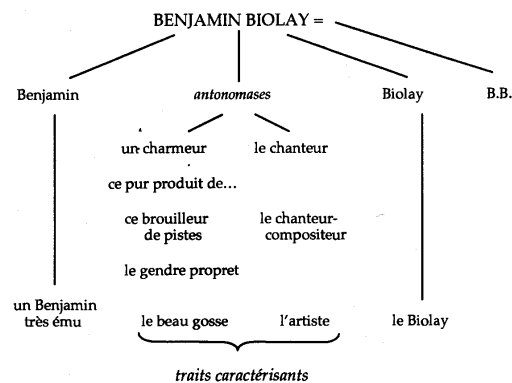 BENJAMIN BIOLAY =
Benjamin antonomases Biolay B.B.
un charmeur le chanteur
ce pur produit de...
ce brouilleur le chanteur-
de pistes compositeur
le gendre propret
un Benjamin
très ému
le beau gosse l'artiste le Biolay
traits caractérisants